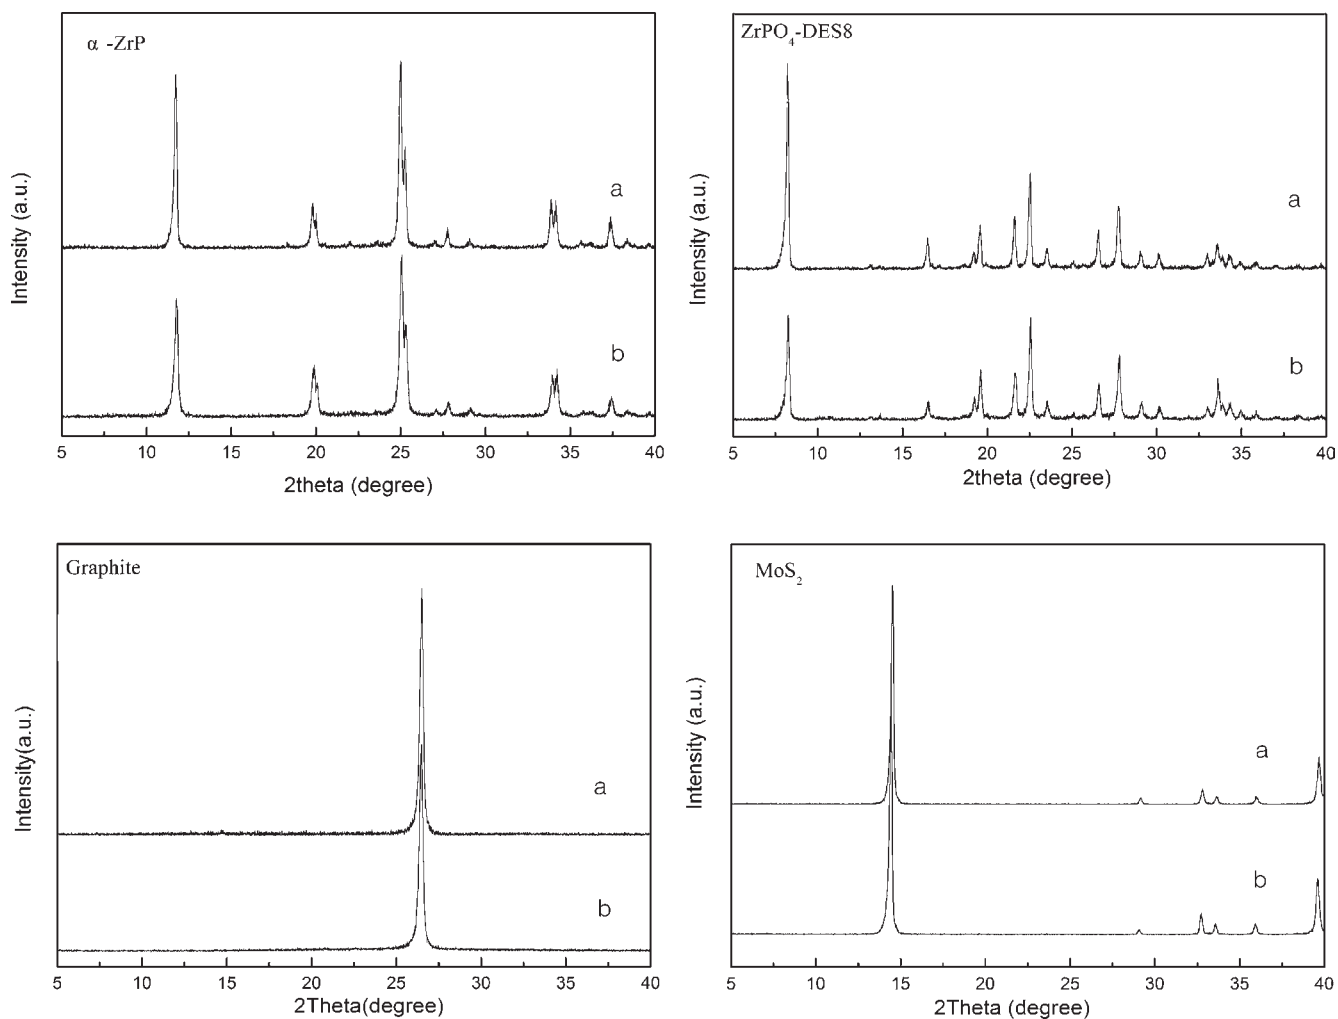 α -ZrP
a
b
Intensity (a.u.)
5 10 15 20 25 30 35 40
2theta (degree)
ZrPO₄-DES8
a
b
Intensity (a.u.)
5 10 15 20 25 30 35 40
2theta (degree)
Graphite
a
b
Intensity(a.u.)
5 10 15 20 25 30 35 40
2Theta(degree)
MoS₂
a
b
Intensity (a.u.)
5 10 15 20 25 30 35 40
2Theta (degree)